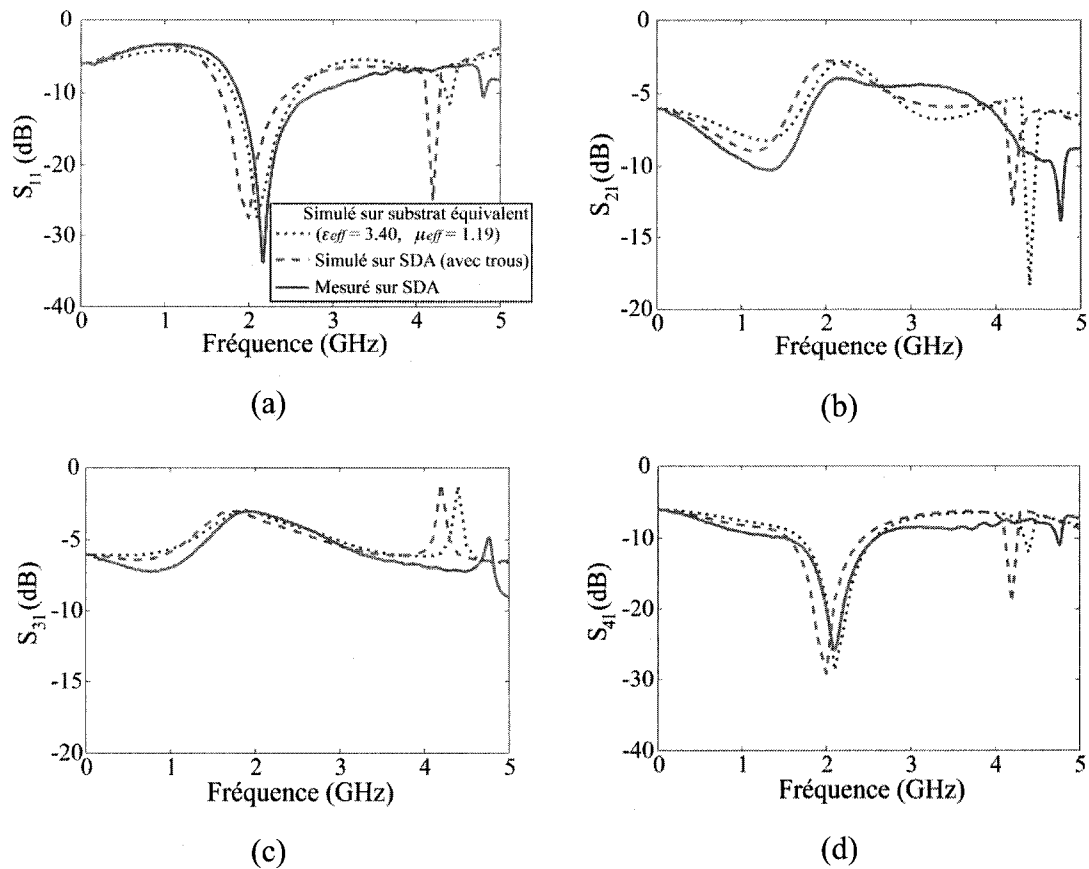 0
-10
-20
-30
-40
S11 (dB)
Simulé sur substrat équivalent
(εeff = 3.40, μeff = 1.19)
Simulé sur SDA (avec trous)
Mesuré sur SDA
0 1 2 3 4 5
Fréquence (GHz)
(a)
0
-5
-10
-15
-20
S21 (dB)
0 1 2 3 4 5
Fréquence (GHz)
(b)
0
-5
-10
-15
-20
S31 (dB)
0 1 2 3 4 5
Fréquence (GHz)
(c)
0
-10
-20
-30
-40
S41 (dB)
0 1 2 3 4 5
Fréquence (GHz)
(d)